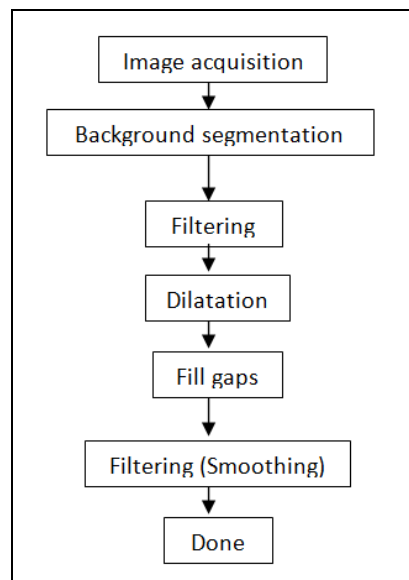 Image acquisition
Background segmentation
Filtering
Dilatation
Fill gaps
Filtering (Smoothing)
Done